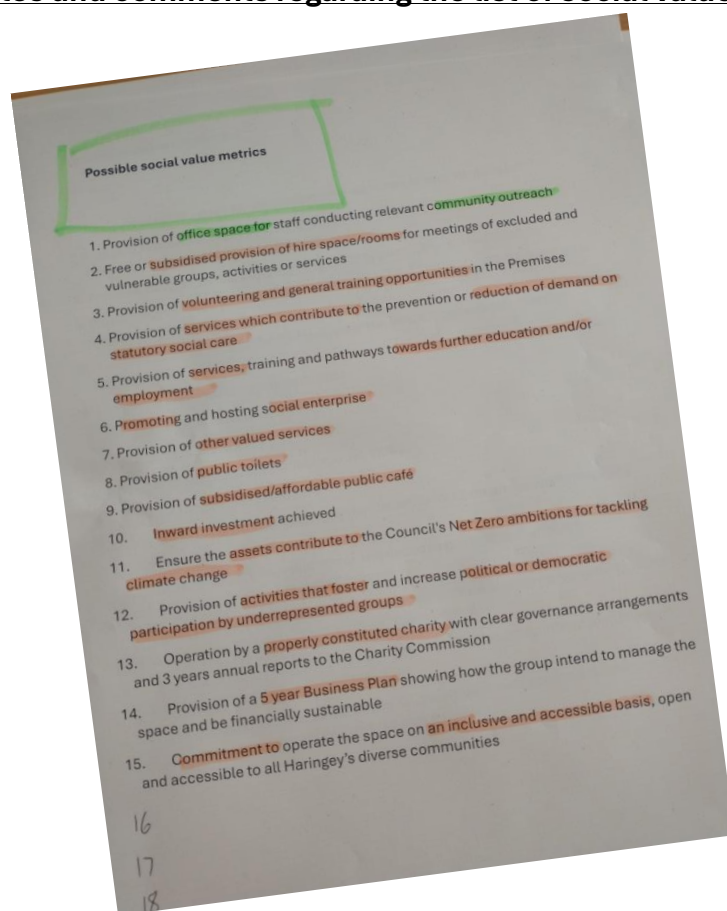 and comments regarding the list of social value
Possible social value metrics
1. Provision of office space for staff conducting relevant community outreach
2. Free or subsidised provision of hire space/rooms for meetings of excluded and
vulnerable groups, activities or services
3. Provision of volunteering and general training opportunities in the Premises
4. Provision of services which contribute to the prevention or reduction of demand on
statutory social care
5. Provision of services, training and pathways towards further education and/or
employment
6. Promoting and hosting social enterprise
7. Provision of other valued services
8. Provision of public toilets
9. Provision of subsidised/affordable public café
10. Inward investment achieved
11. Ensure the assets contribute to the Council's Net Zero ambitions for tackling
climate change
12. Provision of activities that foster and increase political or democratic
participation by underrepresented groups
13. Operation by a properly constituted charity with clear governance arrangements
and 3 years annual reports to the Charity Commission
14. Provision of a 5 year Business Plan showing how the group intend to manage the
space and be financially sustainable
15. Commitment to operate the space on an inclusive and accessible basis, open
and accessible to all Haringey's diverse communities
16
17
18